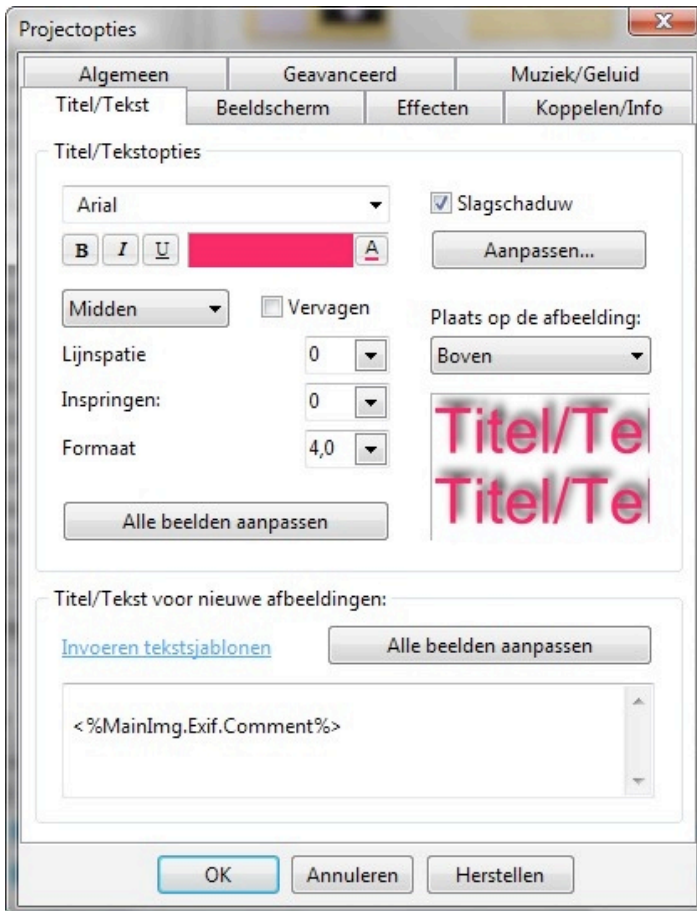 Projectopties
Algemeen Geavanceerd Muziek/Geluid
Titel/Tekst Beeldscherm Effecten Koppelen/Info
Titel/Tekstopties
Arial Slagschaduw
B I U A Aanpassen...
Midden Vervagen
Plaats op de afbeelding:
Lijnspatie 0 Boven
Inspringen: 0
Titel/Te
Formaat 4,0
Titel/Te
Alle beelden aanpassen
Titel/Tekst voor nieuwe afbeeldingen:
Invoeren tekstsjablonen Alle beelden aanpassen
<%MainImg.Exif.Comment%>
OK Annuleren Herstellen